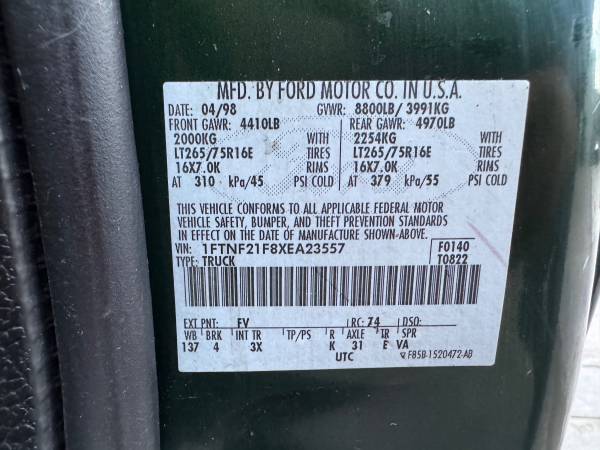 MFD. BY FORD MOTOR CO. IN U.S.A.
DATE: 04/98 GVWR: 8800LB/ 3991KG
FRONT GAWR: 4410LB REAR GAWR: 4970LB
2000KG WITH 2254KG WITH
LT265/75R16E TIRES LT265/75R16E TIRES
16X7.0K RIMS 16X7.0K RIMS
AT 310 kPa/45 PSI COLD AT 379 kPa/55 PSI COLD
THIS VEHICLE CONFORMS TO ALL APPLICABLE FEDERAL MOTOR
VEHICLE SAFETY, BUMPER, AND THEFT PREVENTION STANDARDS
IN EFFECT ON THE DATE OF MANUFACTURE SHOWN-ABOVE.
VIN: 1FTNF21F8XEA23557 F0140
TYPE: TRUCK T0822
EXT PNT: FV RC: 74 DSO:
WB BRK INT TR TP/PS R AXLE TR SPR
137 4 3X K 31 E VA
UTC F85B-1520472-AB